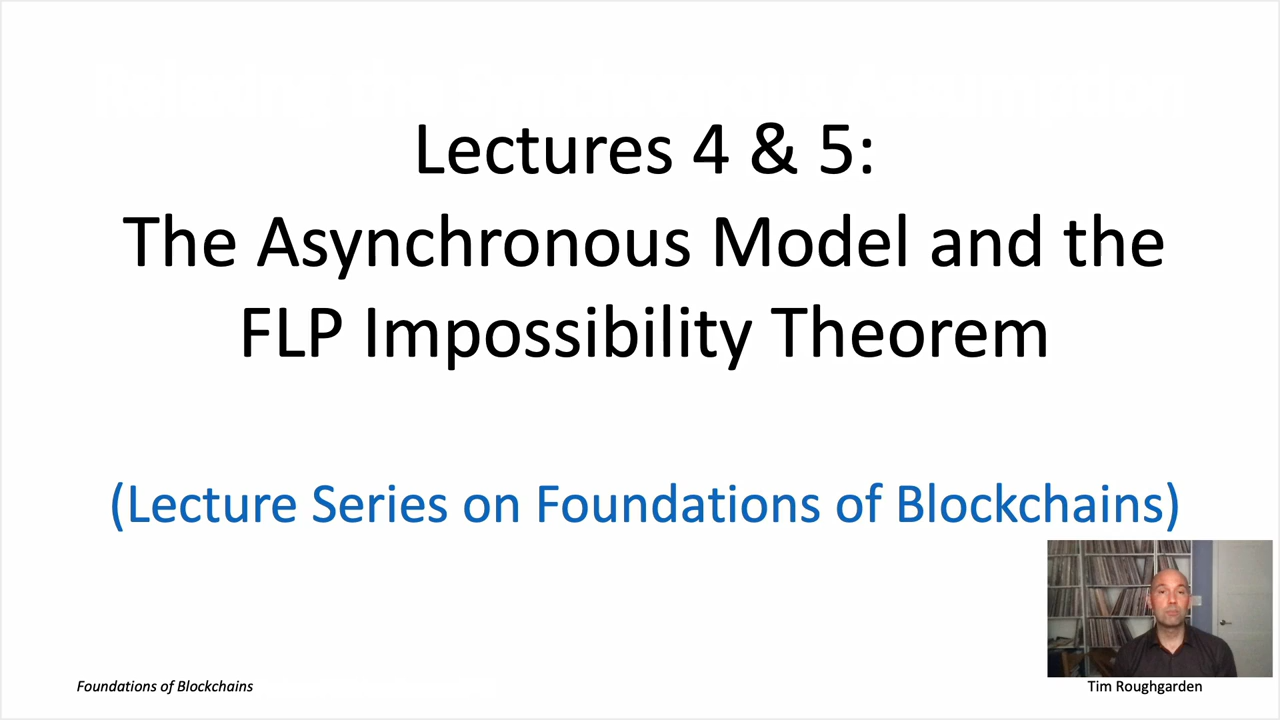 Lectures 4 & 5:
The Asynchronous Model and the
FLP Impossibility Theorem
(Lecture Series on Foundations of Blockchains)
Foundations of Blockchains
Tim Roughgarden